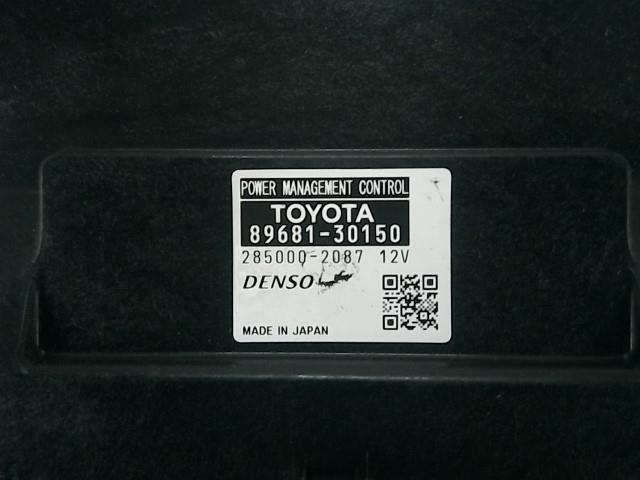 POWER MANAGEMENT CONTROL
TOYOTA
89681-30150
285000-2087 12V
DENSO
MADE IN JAPAN